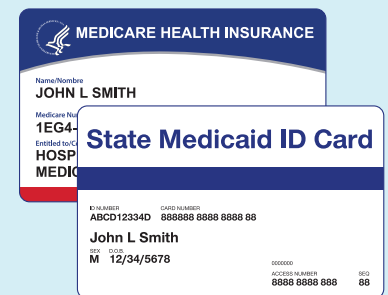 MEDICARE HEALTH INSURANCE
Name/Nombre
JOHN L SMITH
Medicare
1EG4-
Entitled to/
HOSP
MEDIC
State Medicaid ID Card
ID NUMBER CARD NUMBER
ABCD12334D 888888 8888 8888 88
John L Smith
SEX D.O.B.
M 12/34/5678
0000000
ACCESS NUMBER SEQ
8888 8888 888 88